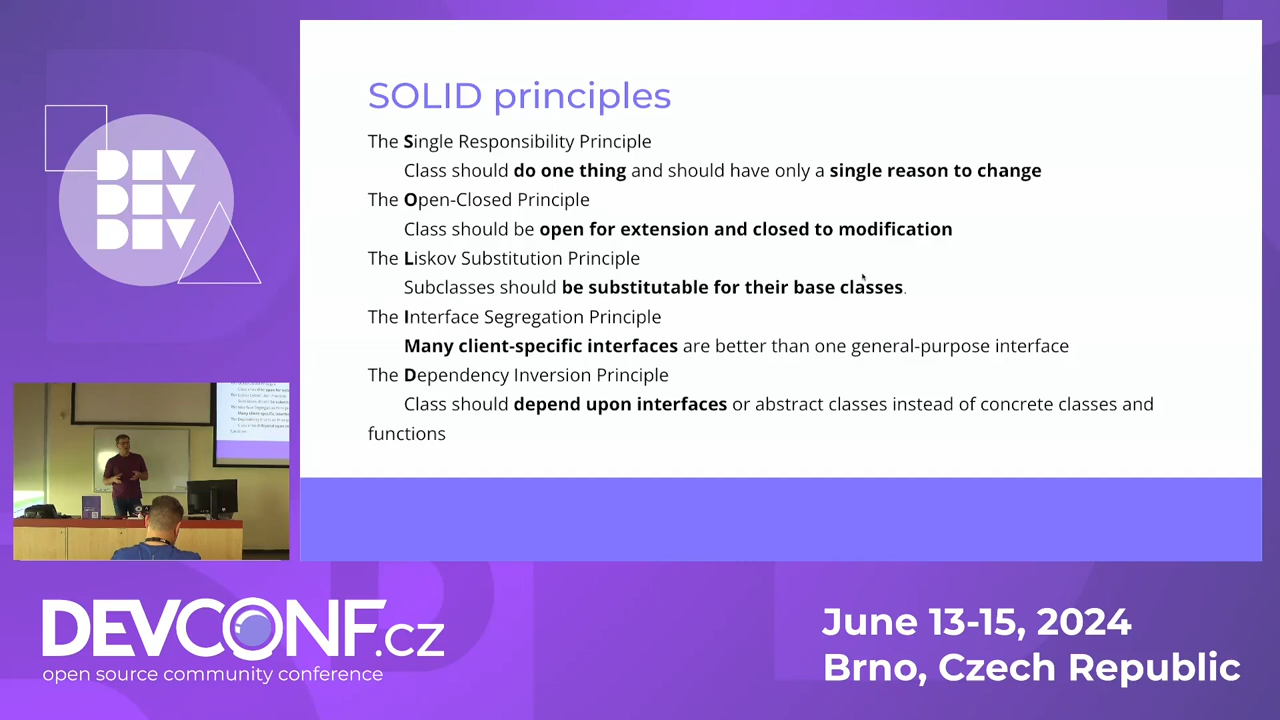 DEV
DEV
DEV
SOLID principles
The Single Responsibility Principle
Class should do one thing and should have only a single reason to change
The Open-Closed Principle
Class should be open for extension and closed to modification
The Liskov Substitution Principle
Subclasses should be substitutable for their base classes.
The Interface Segregation Principle
Many client-specific interfaces are better than one general-purpose interface
The Dependency Inversion Principle
Class should depend upon interfaces or abstract classes instead of concrete classes and
functions
DEVCONF.cz
open source community conference
June 13-15, 2024
Brno, Czech Republic